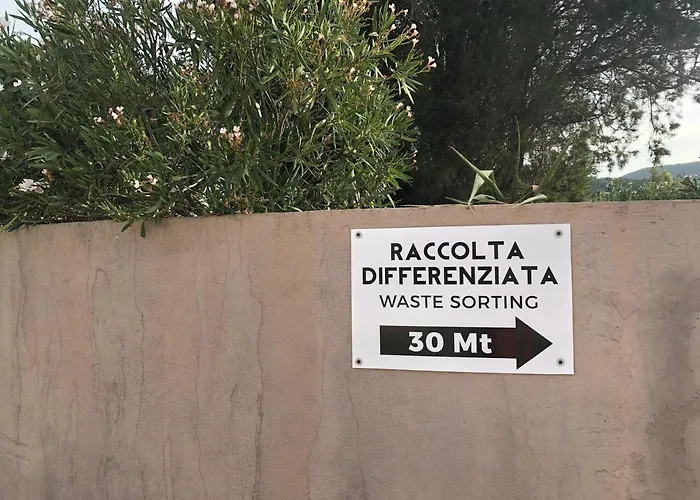 RACCOLTA
DIFFERENZIATA
WASTE SORTING
30 Mt